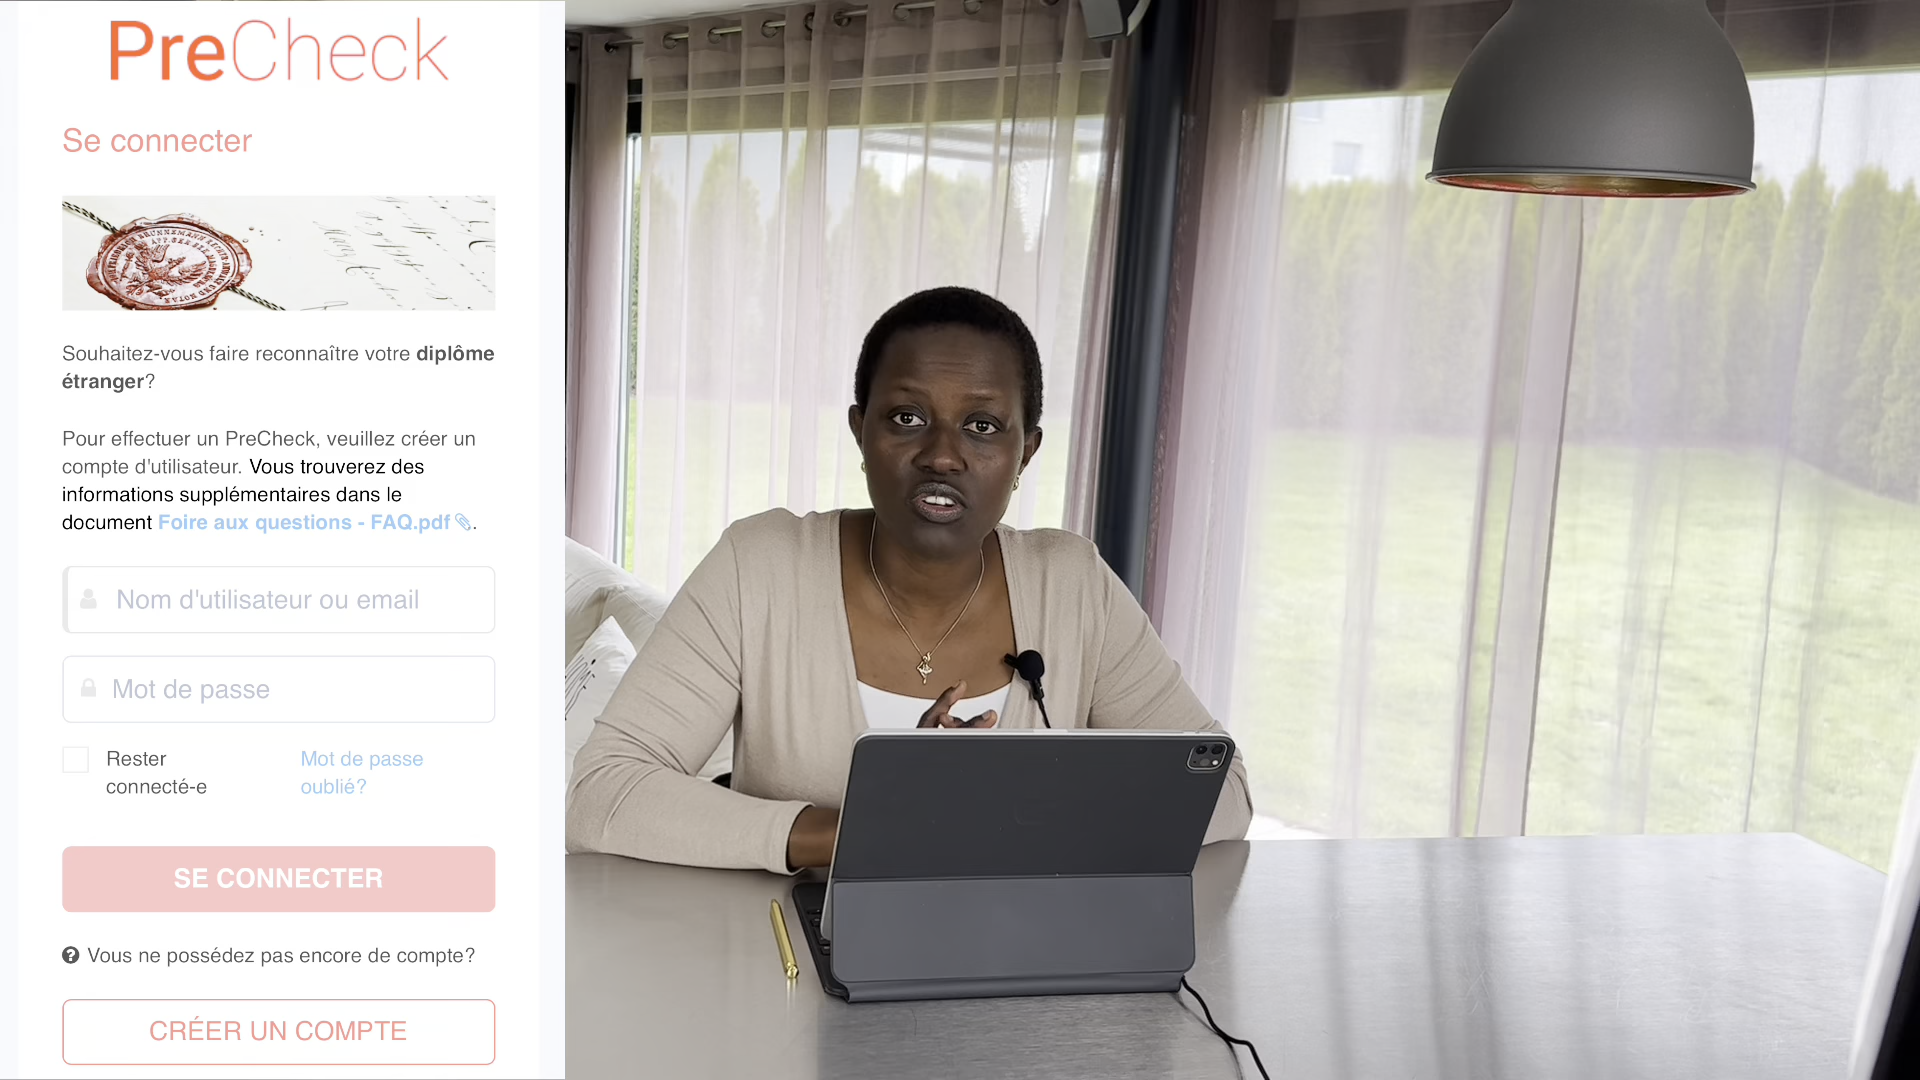 PreCheck
Se connecter
Souhaitez-vous faire reconnaître votre diplôme
étranger?
Pour effectuer un PreCheck, veuillez créer un
compte d'utilisateur. Vous trouverez des
informations supplémentaires dans le
document Foire aux questions - FAQ.pdf.
Nom d'utilisateur ou email
Mot de passe
Rester
connecté-e
Mot de passe
oublié?
SE CONNECTER
Vous ne possédez pas encore de compte?
CRÉER UN COMPTE